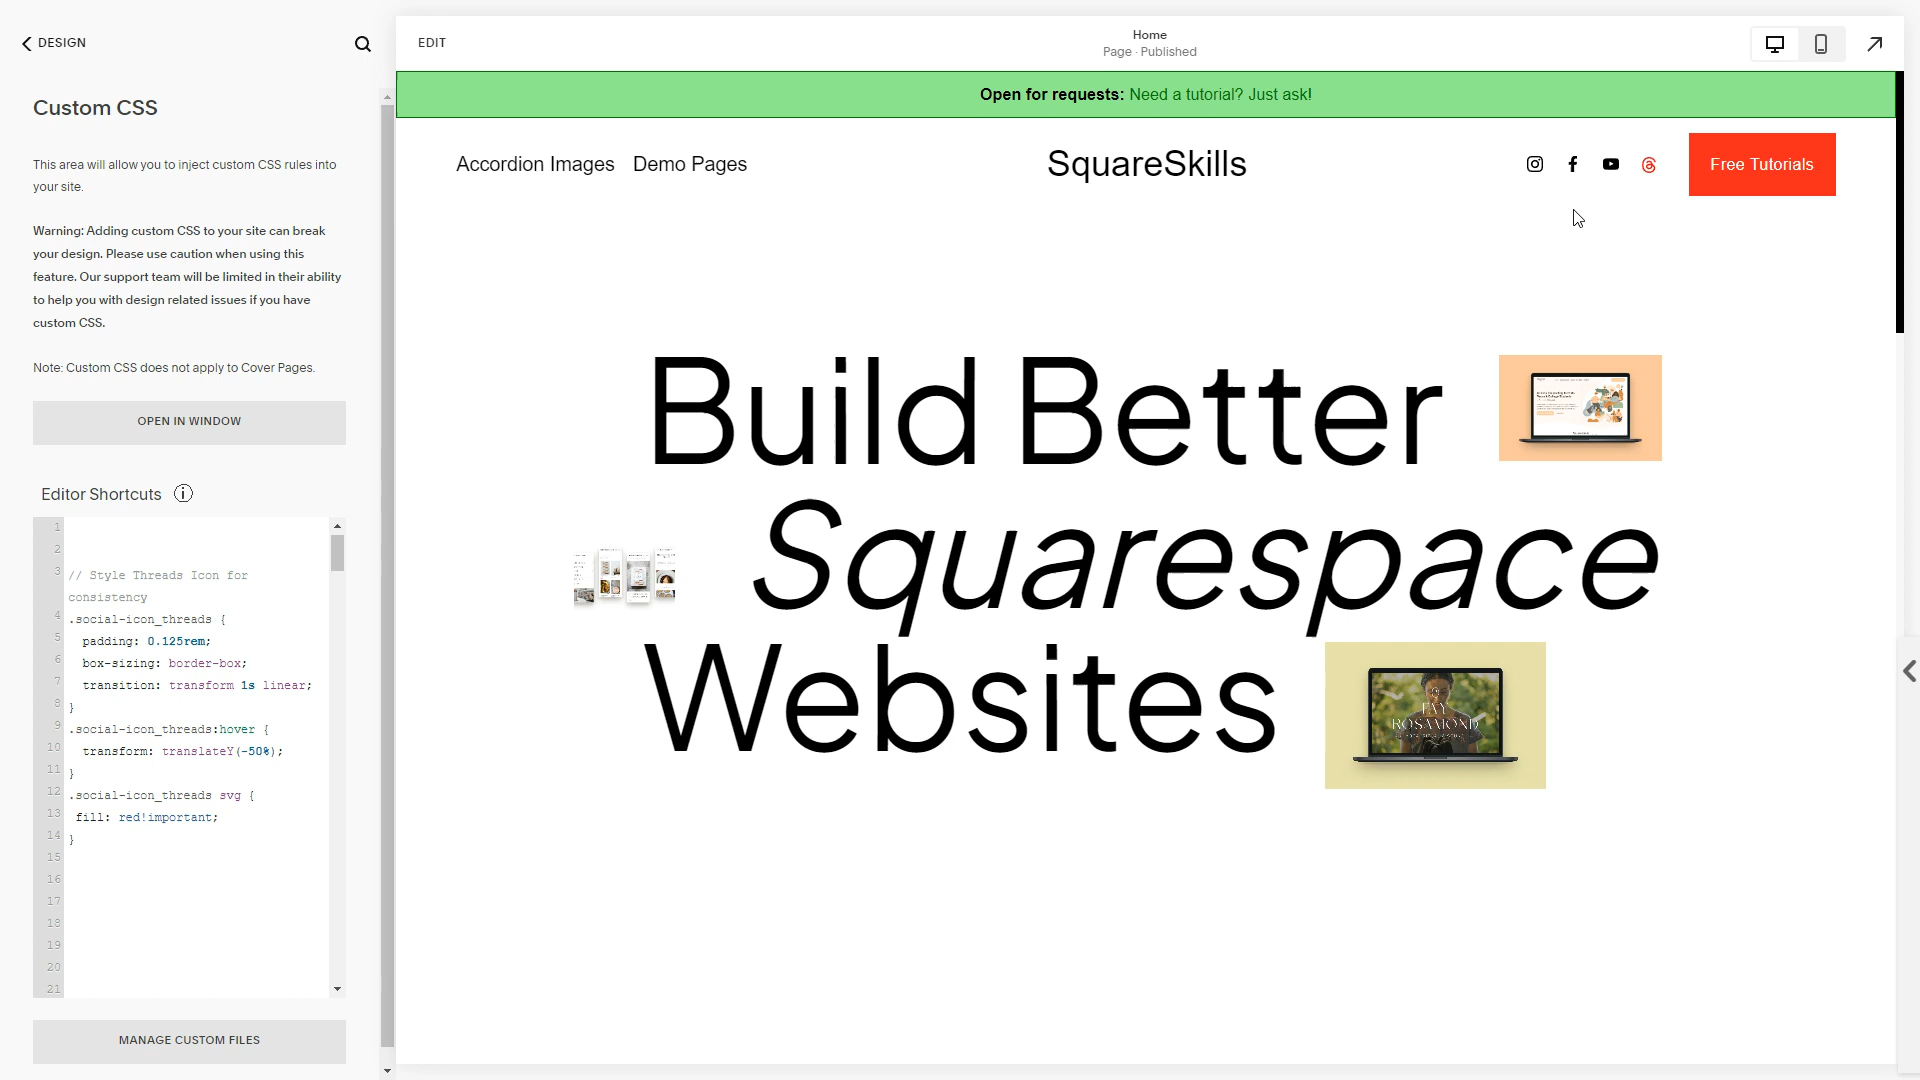 DESIGN
Custom CSS
This area will allow you to inject custom CSS rules into
your site.
Warning: Adding custom CSS to your site can break
your design. Please use caution when using this
feature. Our support team will be limited in their ability
to help you with design related issues if you have
custom CSS.
Note: Custom CSS does not apply to Cover Pages.
OPEN IN WINDOW
Editor Shortcuts
1
2
3 // Style Threads Icon for
consistency
4 .social-icon_threads {
5 padding: 0.125rem;
6 box-sizing: border-box;
7 transition: transform 1s linear;
8 }
9 .social-icon_threads:hover {
10 transform: translateY(-50%);
11 }
12 .social-icon_threads svg {
13 fill: red!important;
14 }
15
16
17
18
19
20
21
MANAGE CUSTOM FILES
EDIT
Home
Page · Published
Open for requests: Need a tutorial? Just ask!
Accordion Images Demo Pages
SquareSkills
Free Tutorials
Build Better
Squarespace
Websites
ROSAMOND